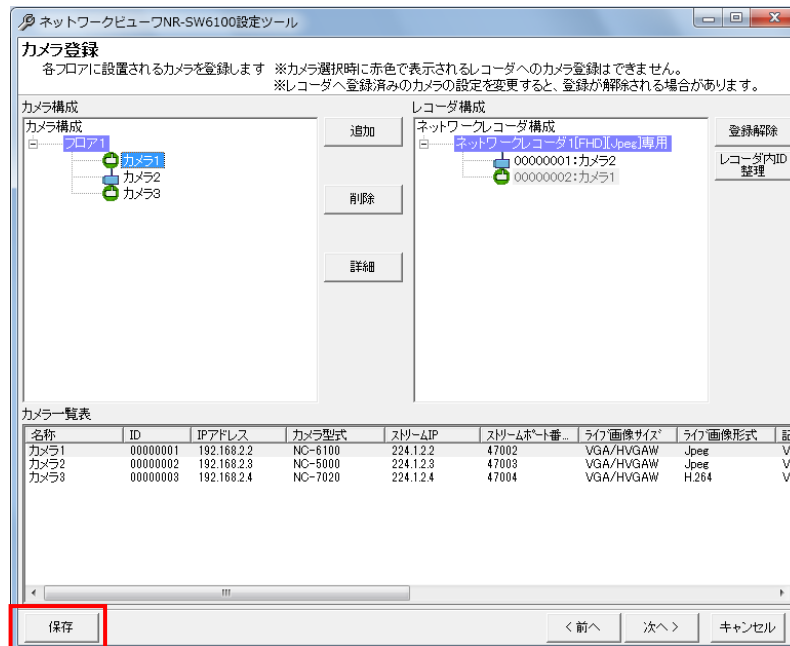 ネットワークビューワNR-SW6100設定ツール
カメラ登録
各フロアに設置されるカメラを登録します ※カメラ選択時に赤色で表示されるレコーダへのカメラ登録はできません。
※レコーダへ登録済みのカメラの設定を変更すると、登録が解除される場合があります。
カメラ構成 レコーダ構成
カメラ構成
フロア1
カメラ1
カメラ2
カメラ3
追加
削除
詳細
ネットワークレコーダ構成
ネットワークレコーダ1[FHD][Jpeg]専用
00000001:カメラ2
00000002:カメラ1
登録解除
レコーダ内ID
整理
カメラ一覧表
名称 ID IPアドレス カメラ型式 ストリームIP ストリームポート番... ライブ画像サイズ ライブ画像形式 記
カメラ1 00000001 192.168.2.2 NC-6100 224.1.2.2 47002 VGA/HVGAW Jpeg V
カメラ2 00000002 192.168.2.3 NC-5000 224.1.2.3 47003 VGA/HVGAW Jpeg V
カメラ3 00000003 192.168.2.4 NC-7020 224.1.2.4 47004 VGA/HVGAW H.264 V
保存 <前へ 次へ> キャンセル